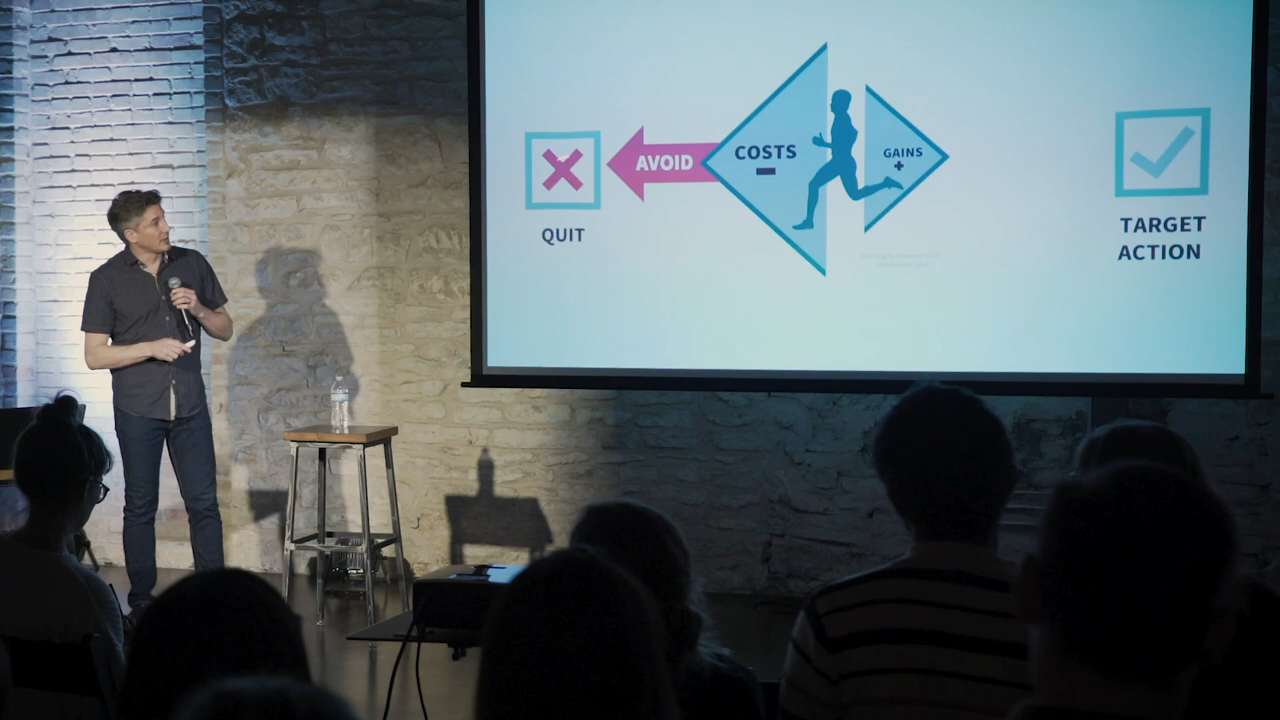 COSTS
GAINS
AVOID
QUIT
TARGET
ACTION